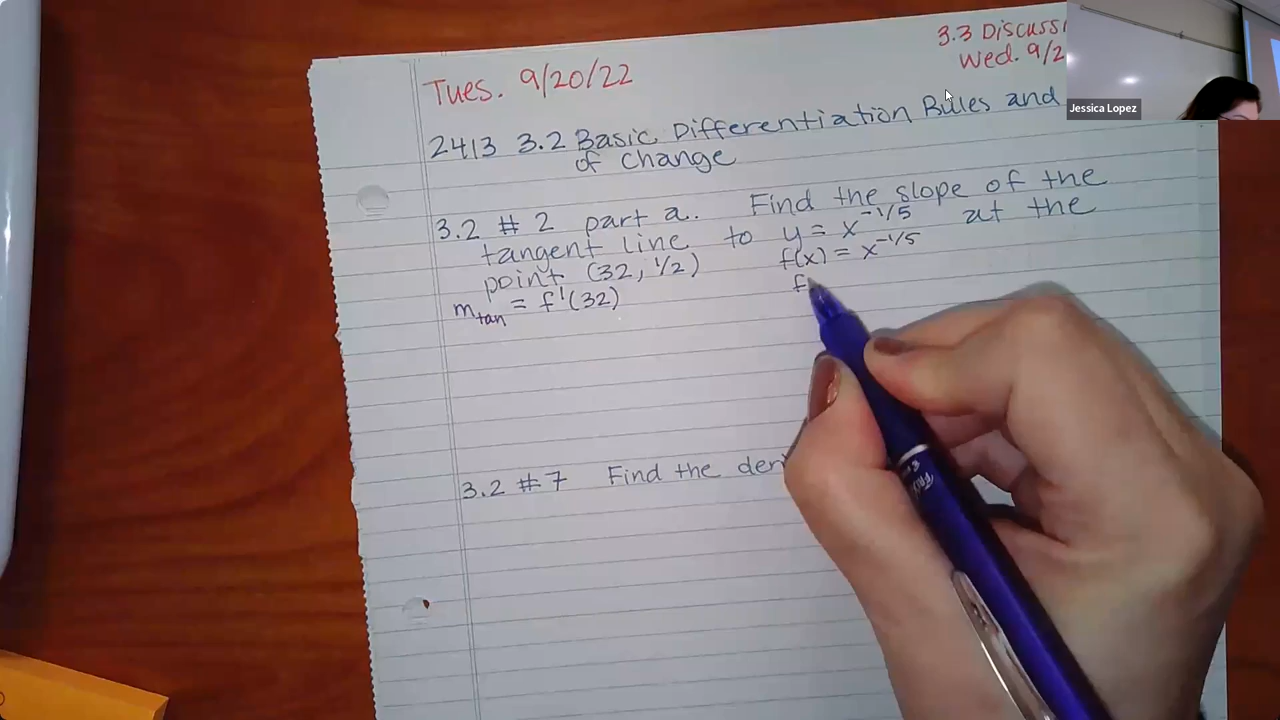 3.3 Discussi
Wed. 9/2
Jessica Lopez
Tues. 9/20/22
2413 3.2 Basic Differentiation Rules and
of Change
3.2 # 2 part a. Find the slope of the
tangent line to y = x^-1/5 at the
point (32, 1/2) f(x) = x^-1/5
m_tan = f'(32) f
3.2 #7 Find the deri